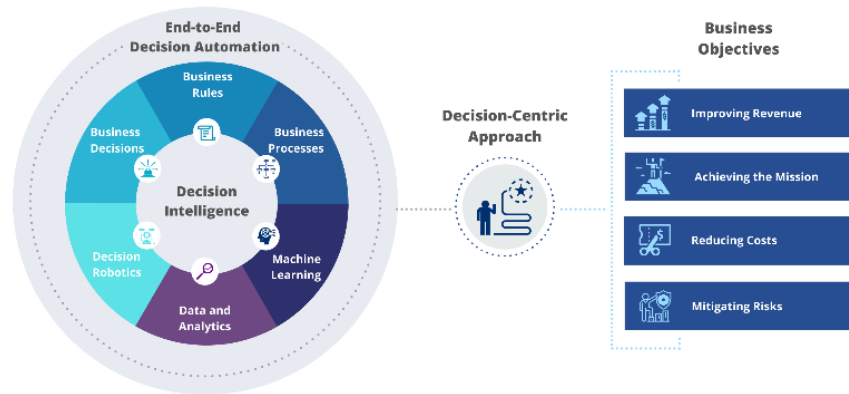 End-to-End
Decision Automation
Business
Rules
Business
Decisions
Business
Processes
Decision
Intelligence
Decision
Robotics
Machine
Learning
Data and
Analytics
Decision-Centric
Approach
Business
Objectives
Improving Revenue
Achieving the Mission
Reducing Costs
Mitigating Risks